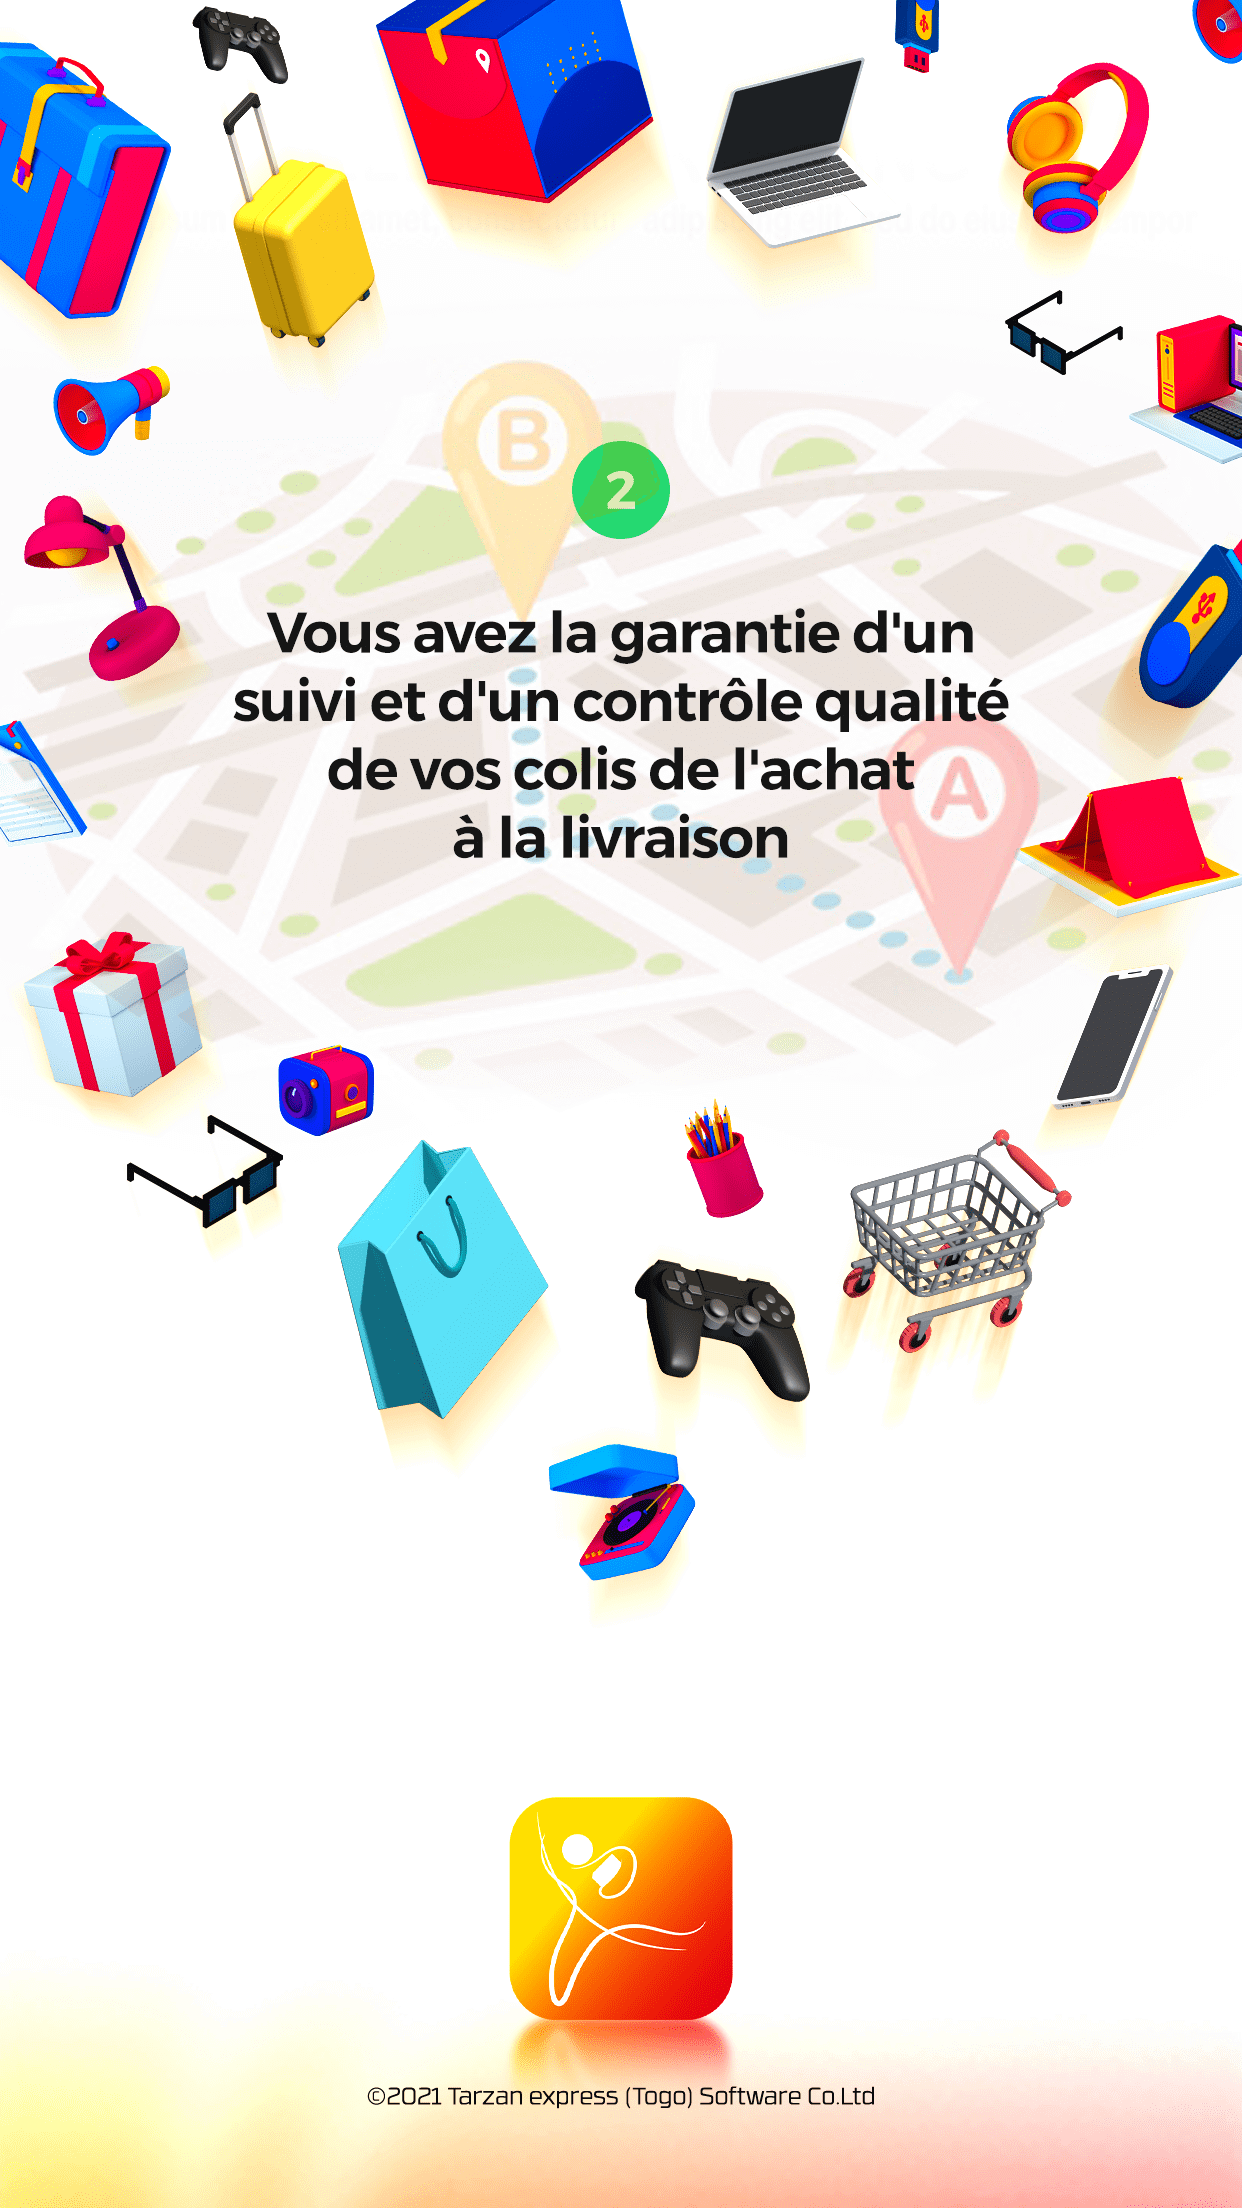 B
2
Vous avez la garantie d'un
suivi et d'un contrôle qualité
de vos colis de l'achat
à la livraison
A
©2021 Tarzan express (Togo) Software Co.Ltd